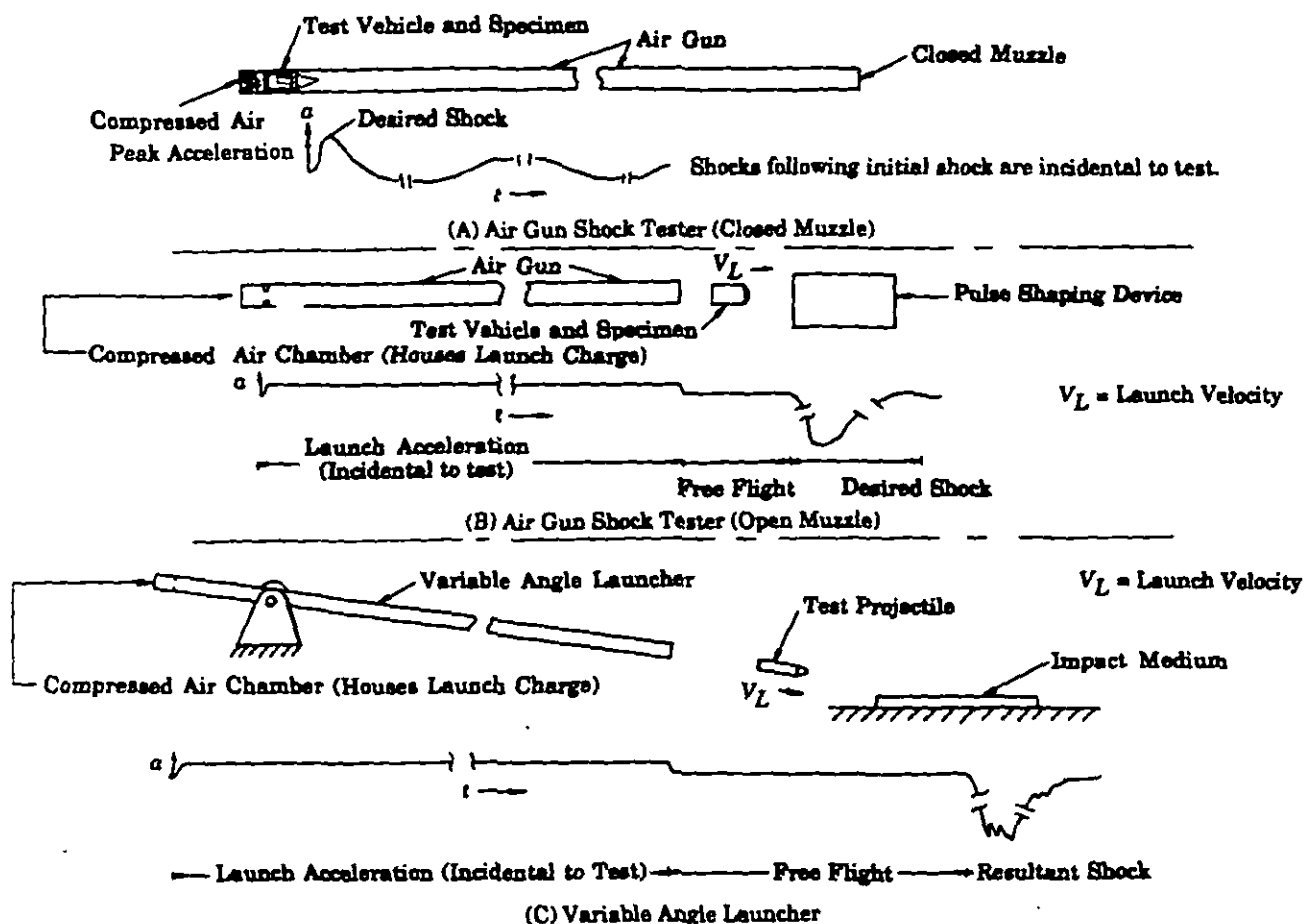 Test Vehicle and Specimen
Air Gun
Closed Muzzle
Compressed Air
a
Desired Shock
Peak Acceleration
Shocks following initial shock are incidental to test.
t
(A) Air Gun Shock Tester (Closed Muzzle)
Air Gun
V_L
Pulse Shaping Device
Test Vehicle and Specimen
Compressed Air Chamber (Houses Launch Charge)
a
V_L = Launch Velocity
t
Launch Acceleration
(Incidental to test)
Free Flight
Desired Shock
(B) Air Gun Shock Tester (Open Muzzle)
Variable Angle Launcher
V_L = Launch Velocity
Test Projectile
Impact Medium
Compressed Air Chamber (Houses Launch Charge)
V_L
a
t
Launch Acceleration (Incidental to Test)
Free Flight
Resultant Shock
(C) Variable Angle Launcher